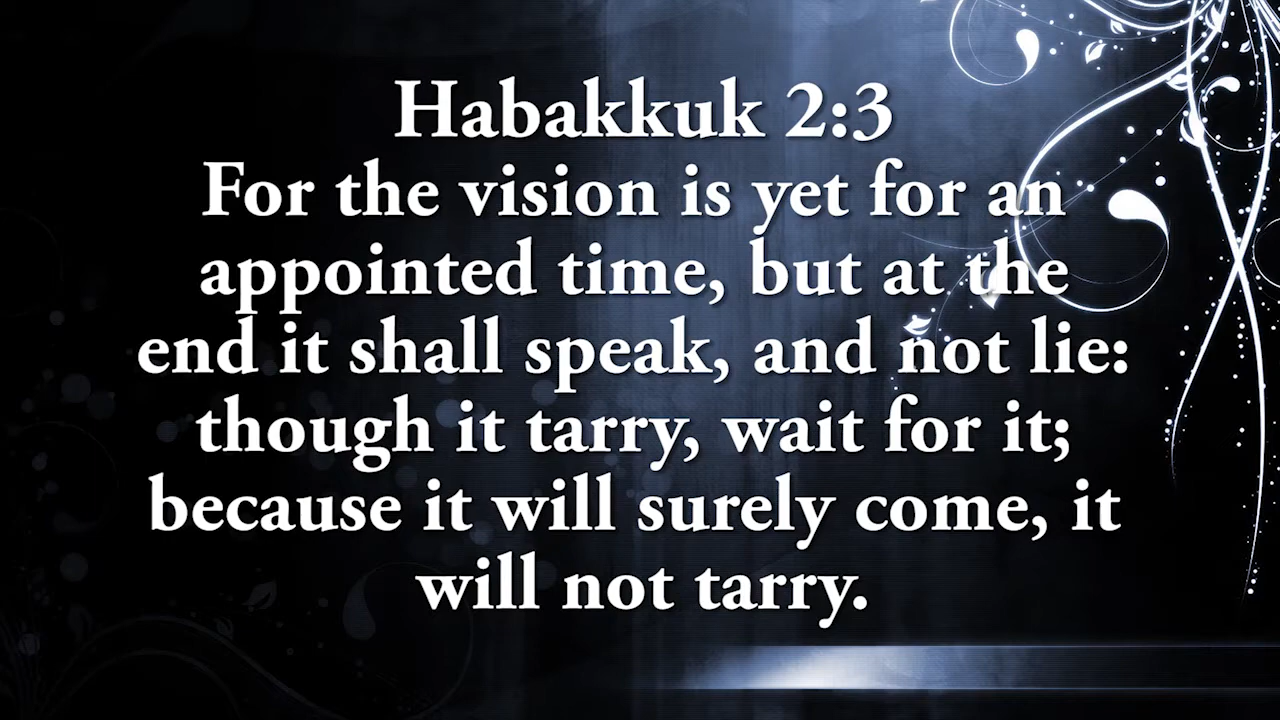 Habakkuk 2:3
For the vision is yet for an
appointed time, but at the
end it shall speak, and not lie:
though it tarry, wait for it;
because it will surely come, it
will not tarry.